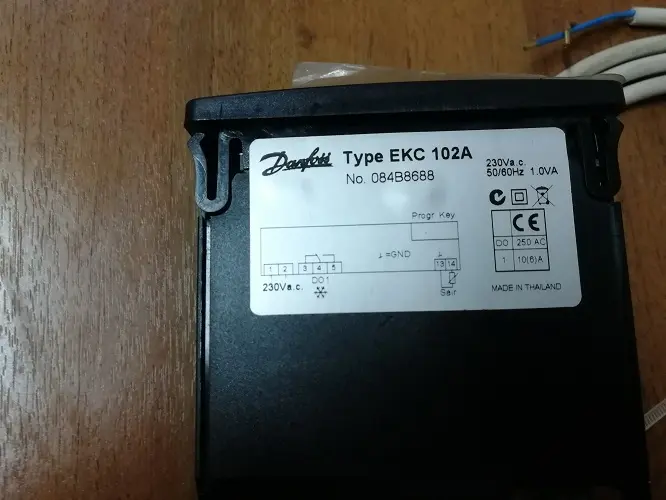 Danfoss Type EKC 102A
No. 084B8688
230Va.c.
50/60Hz 1.0VA
Progr Key
⊥ =GND
⊥
1 2 3 4 5 13 14
230Va.c. DO1 Sair
CE
DO 250 AC
1 10(6)A
MADE IN THAILAND